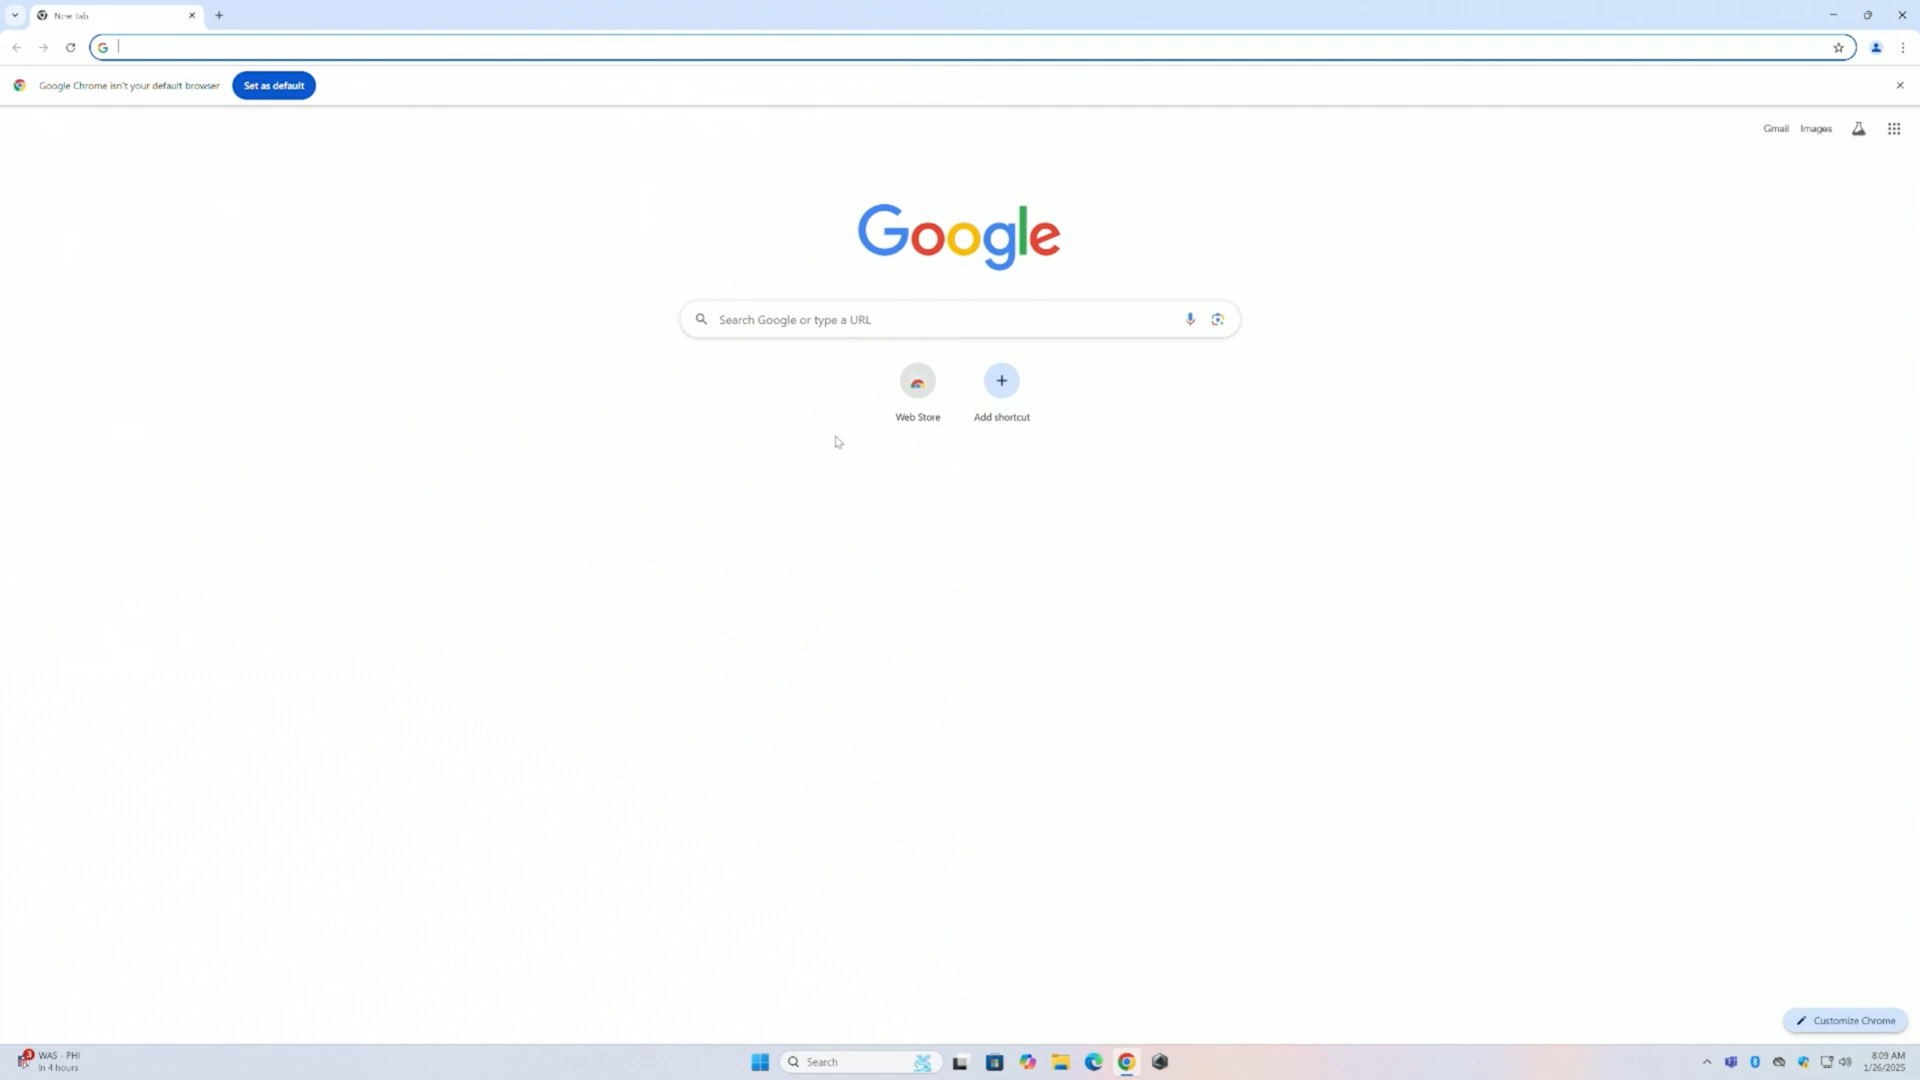 New Tab
Google Chrome isn't your default browser
Set as default
Gmail
Images
Google
Search Google or type a URL
Web Store
Add shortcut
Customize Chrome
3
WAS - PHI
in 4 hours
Search
8:09 AM
1/26/2025